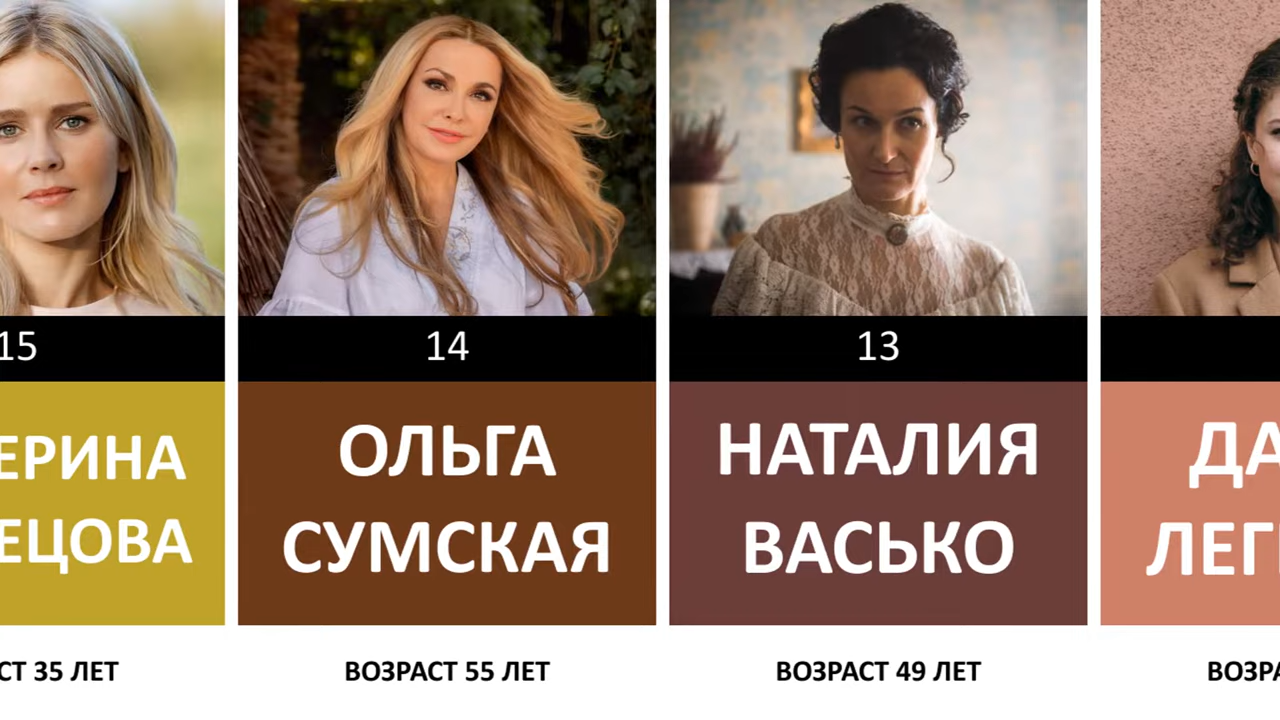 15
ЕРИНА
ЕЦОВА
СТ 35 ЛЕТ
14
ОЛЬГА
СУМСКАЯ
ВОЗРАСТ 55 ЛЕТ
13
НАТАЛИЯ
ВАСЬКО
ВОЗРАСТ 49 ЛЕТ
ДА
ЛЕГ
ВОЗРА